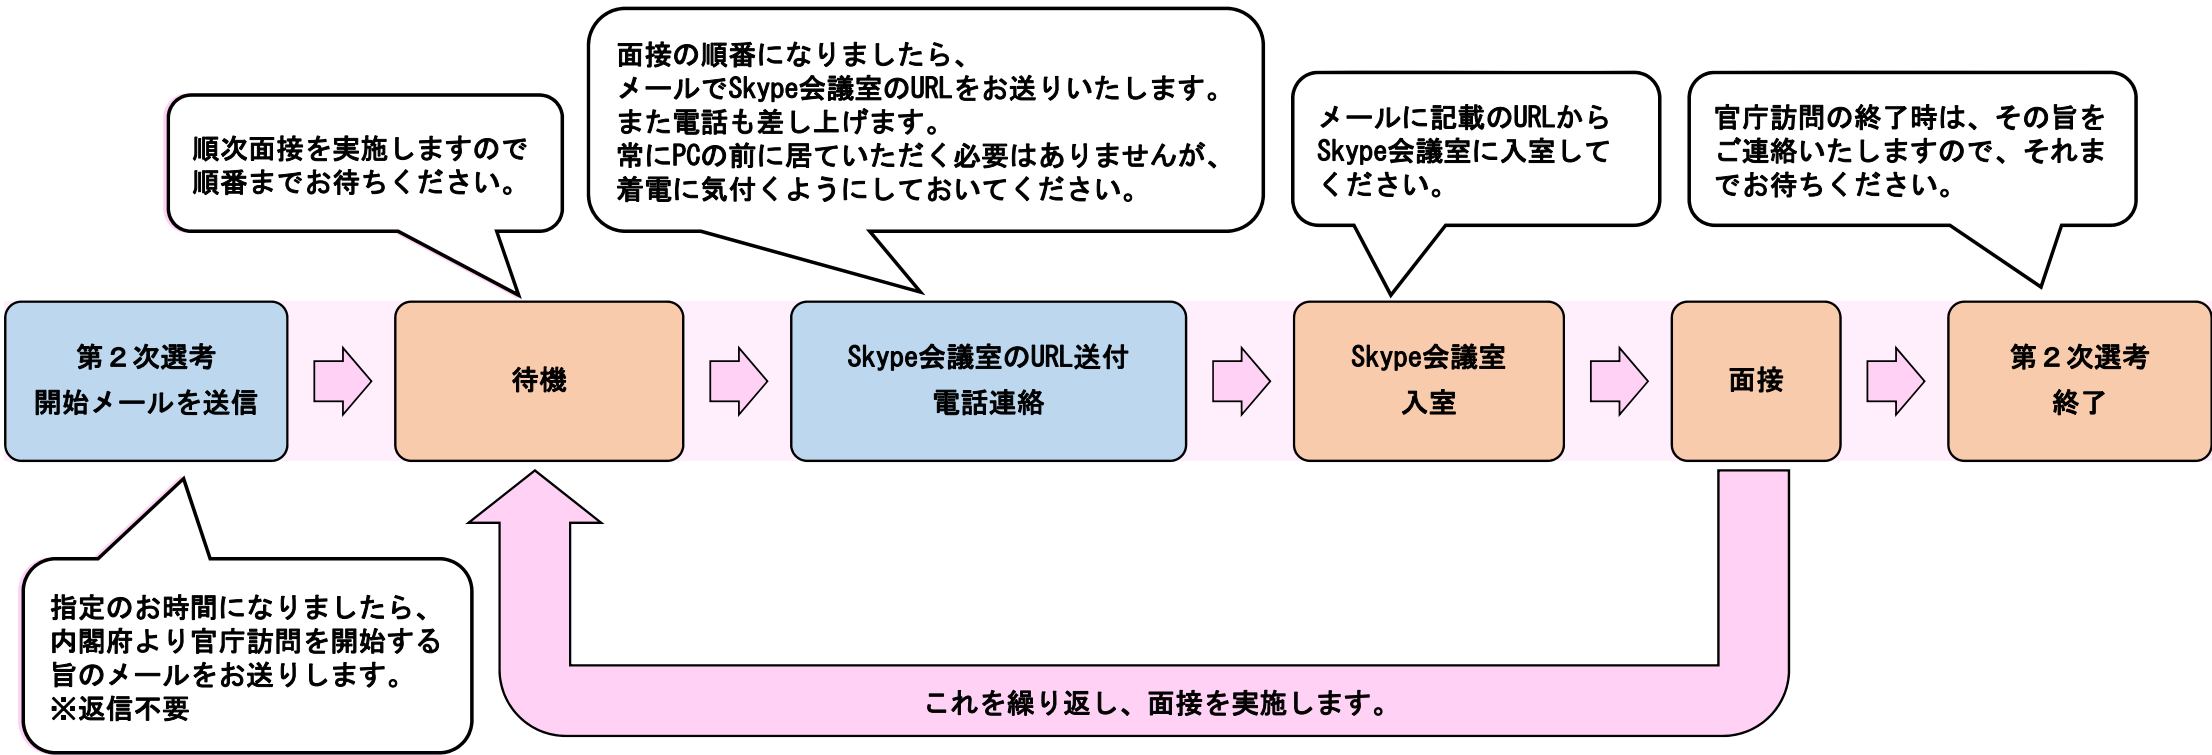 順次面接を実施しますので
順番までお待ちください。
面接の順番になりましたら、
メールでSkype会議室のURLをお送りいたします。
また電話も差し上げます。
常にPCの前に居ていただく必要はありませんが、
着電に気付くようにしておいてください。
メールに記載のURLから
Skype会議室に入室して
ください。
官庁訪問の終了時は、その旨を
ご連絡いたしますので、それま
でお待ちください。
第２次選考
開始メールを送信
待機
Skype会議室のURL送付
電話連絡
Skype会議室
入室
面接
第２次選考
終了
指定のお時間になりましたら、
内閣府より官庁訪問を開始する
旨のメールをお送りします。
※返信不要
これを繰り返し、面接を実施します。